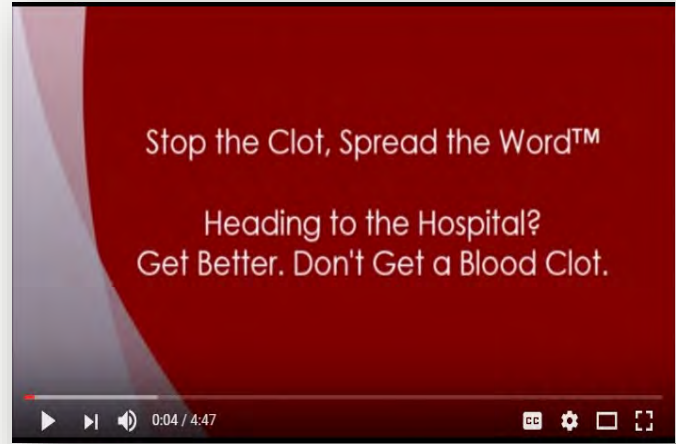 Stop the Clot, Spread the Word™
Heading to the Hospital?
Get Better. Don't Get a Blood Clot.
0:04 / 4:47
CC